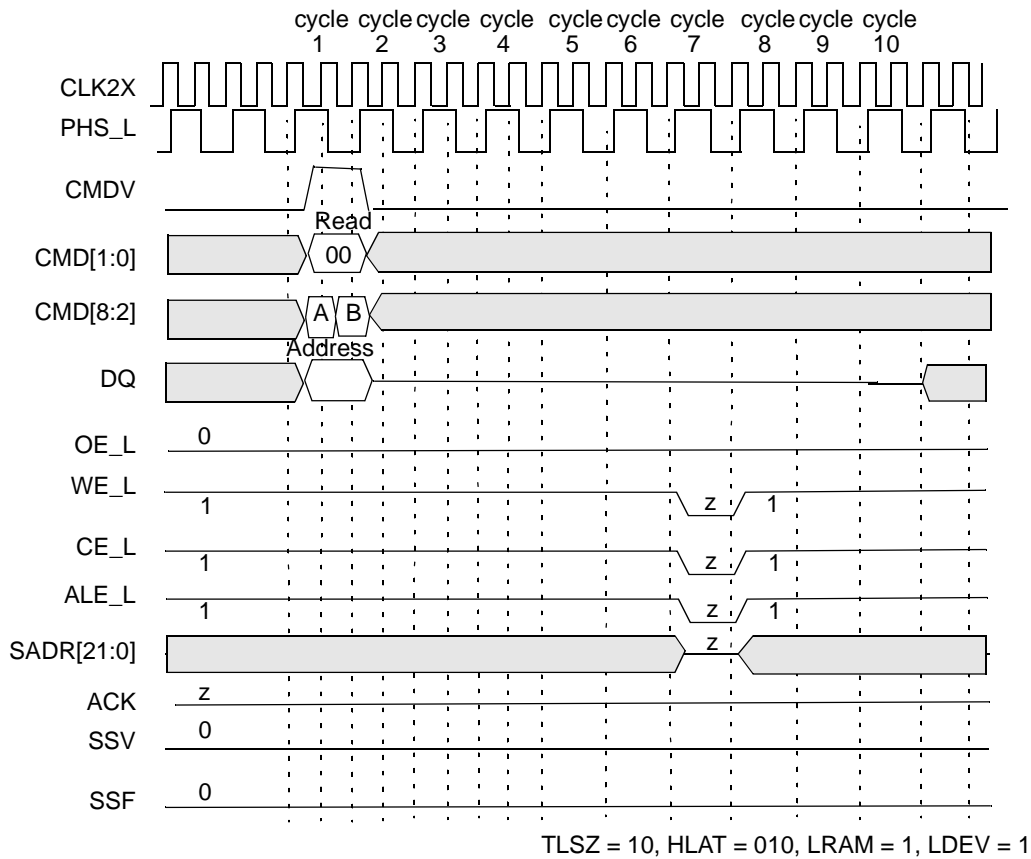 cycle cycle cycle cycle cycle cycle cycle cycle cycle cycle
1 2 3 4 5 6 7 8 9 10
CLK2X
PHS_L
CMDV
Read
CMD[1:0] 00
CMD[8:2] A B
Address
DQ
OE_L 0
WE_L 1 z 1
CE_L 1 z 1
ALE_L 1 z 1
SADR[21:0] z
ACK z
SSV 0
SSF 0
TLSZ = 10, HLAT = 010, LRAM = 1, LDEV = 1